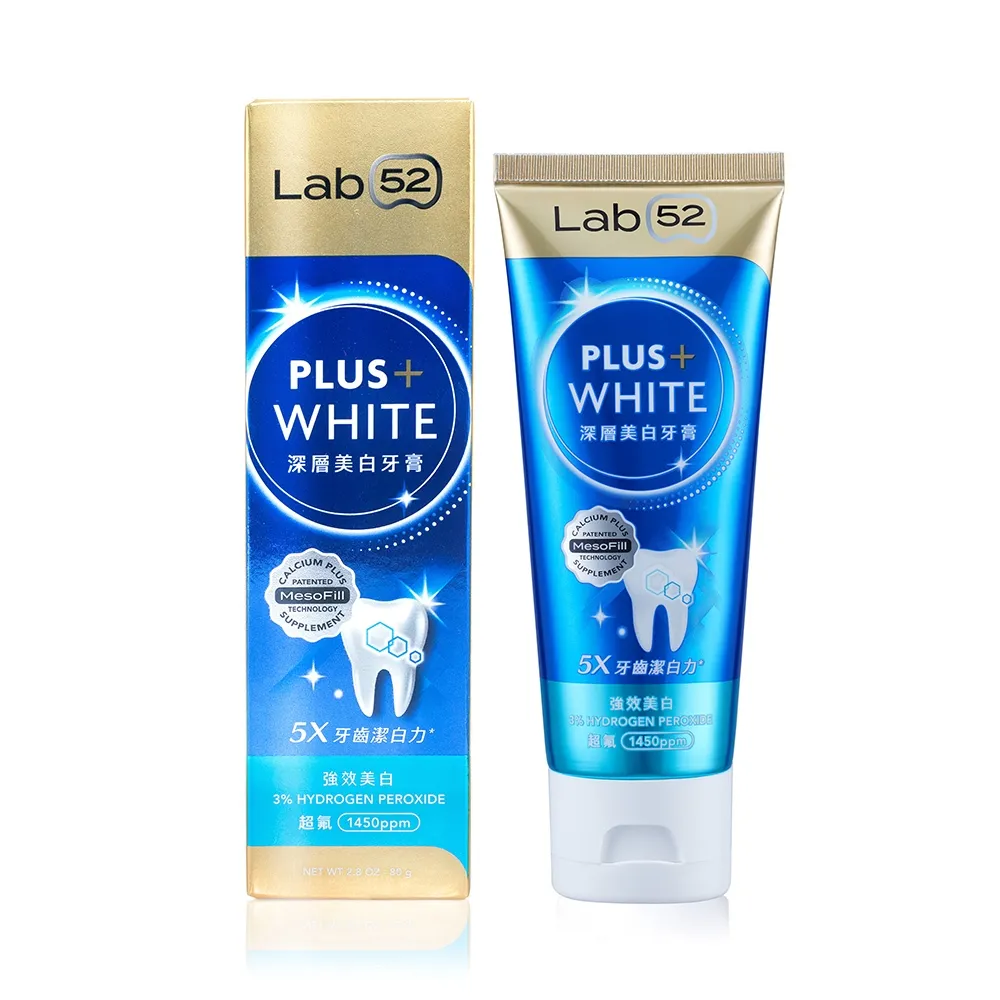 Lab 52
PLUS+
WHITE
深層美白牙膏
CALCIUM PLUS
PATENTED
MesoFill
TECHNOLOGY
SUPPLEMENT
5X 牙齒潔白力*
強效美白
3% HYDROGEN PEROXIDE
超氟 1450ppm
NET WT 2.8 OZ 80 g
Lab 52
PLUS+
WHITE
深層美白牙膏
CALCIUM PLUS
PATENTED
MesoFill
TECHNOLOGY
SUPPLEMENT
5X 牙齒潔白力*
強效美白
3% HYDROGEN PEROXIDE
超氟 1450ppm